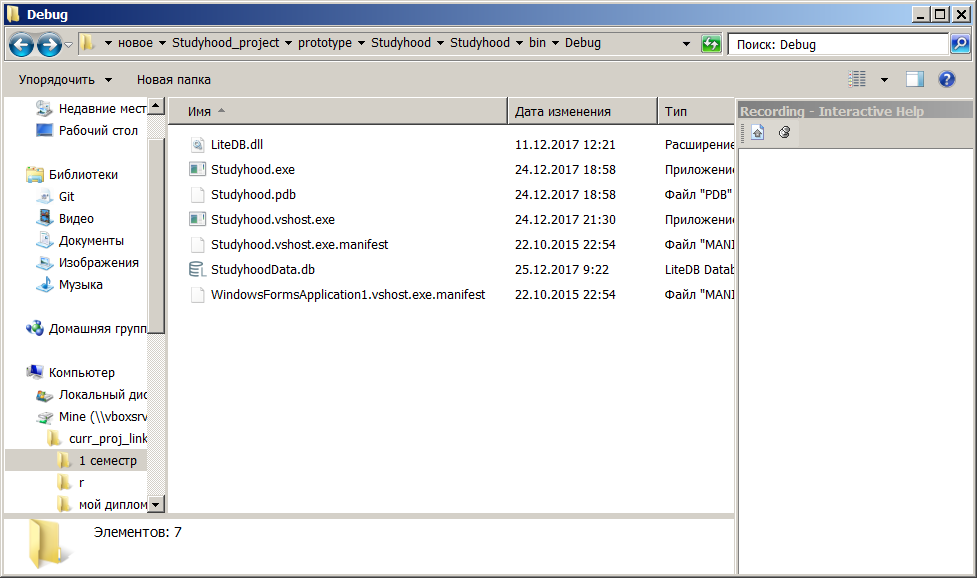 Debug
новое Studyhood_project prototype Studyhood Studyhood bin Debug
Поиск: Debug
Упорядочить Новая папка
Недавние мест
Рабочий стол
Библиотеки
Git
Видео
Документы
Изображения
Музыка
Домашняя групп
Компьютер
Локальный дис
Mine (\\vboxsrv
curr_proj_link
1 семестр
r
мой диплом
Имя Дата изменения Тип
LiteDB.dll 11.12.2017 12:21 Расширение
Studyhood.exe 24.12.2017 18:58 Приложение
Studyhood.pdb 24.12.2017 18:58 Файл "PDB"
Studyhood.vshost.exe 24.12.2017 21:30 Приложение
Studyhood.vshost.exe.manifest 22.10.2015 22:54 Файл "MANI
StudyhoodData.db 25.12.2017 9:22 LiteDB Datab
WindowsFormsApplication1.vshost.exe.manifest 22.10.2015 22:54 Файл "MANI
Recording - Interactive Help
Элементов: 7